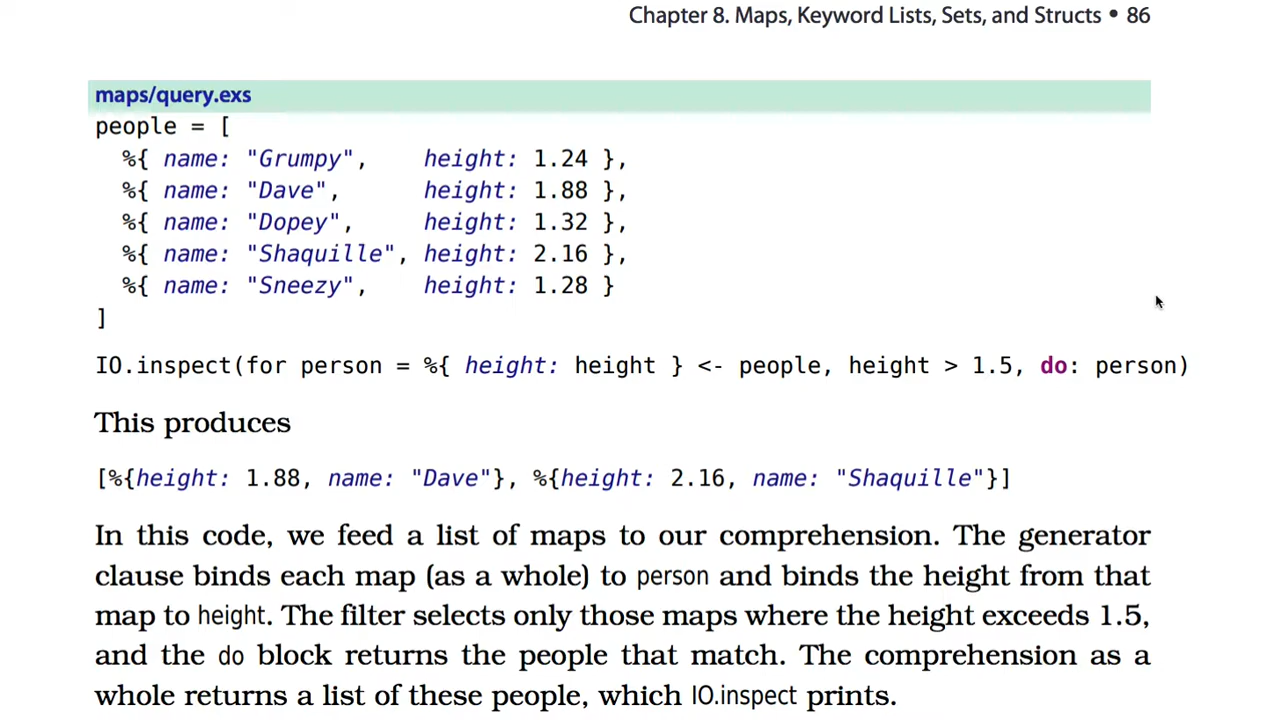 Chapter 8. Maps, Keyword Lists, Sets, and Structs • 86
maps/query.exs
people = [
  %{ name: "Grumpy",    height: 1.24 },
  %{ name: "Dave",      height: 1.88 },
  %{ name: "Dopey",     height: 1.32 },
  %{ name: "Shaquille", height: 2.16 },
  %{ name: "Sneezy",    height: 1.28 }
]
IO.inspect(for person = %{ height: height } <- people, height > 1.5, do: person)
This produces
[%{height: 1.88, name: "Dave"}, %{height: 2.16, name: "Shaquille"}]
In this code, we feed a list of maps to our comprehension. The generator
clause binds each map (as a whole) to person and binds the height from that
map to height. The filter selects only those maps where the height exceeds 1.5,
and the do block returns the people that match. The comprehension as a
whole returns a list of these people, which IO.inspect prints.